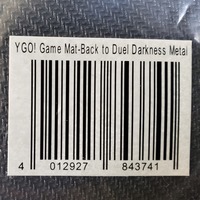 YGO! Game Mat-Back to Duel Darkness Metal
4 012927 843741